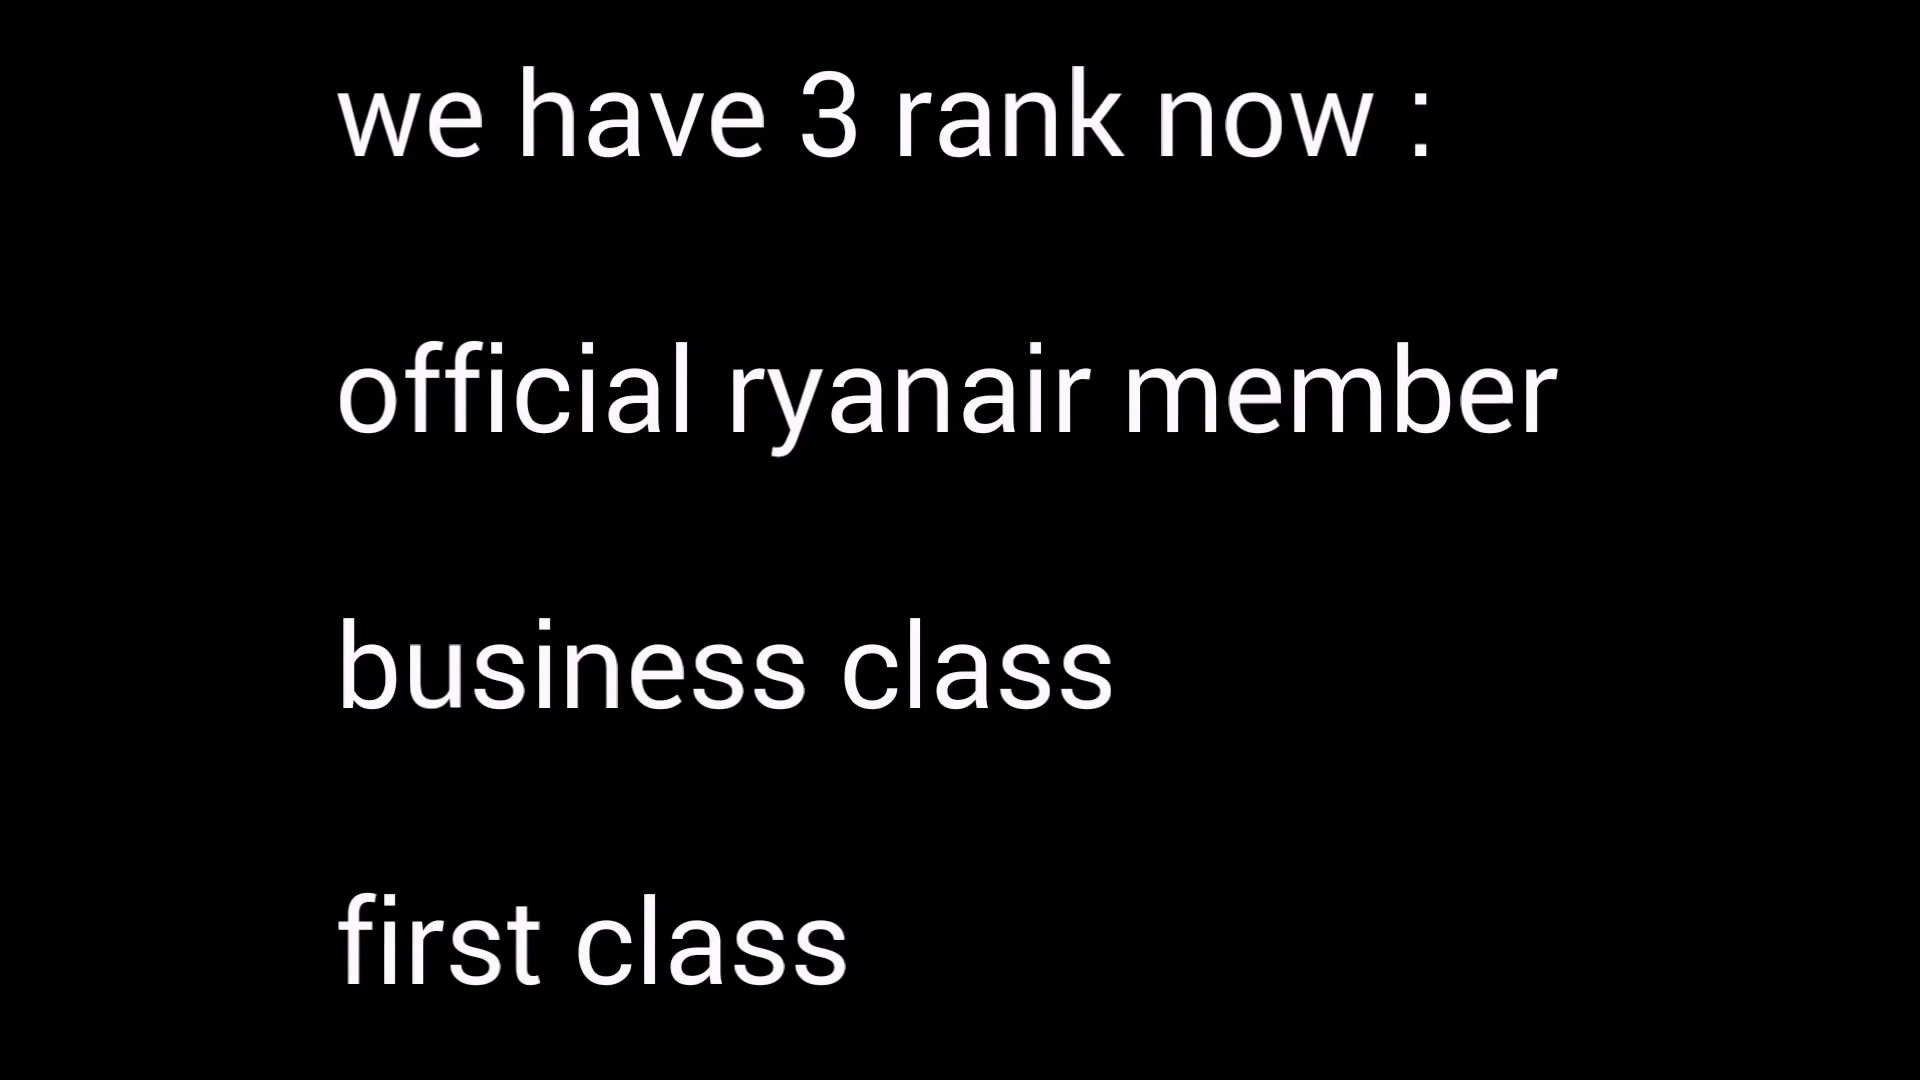 we have 3 rank now :
official ryanair member
business class
first class